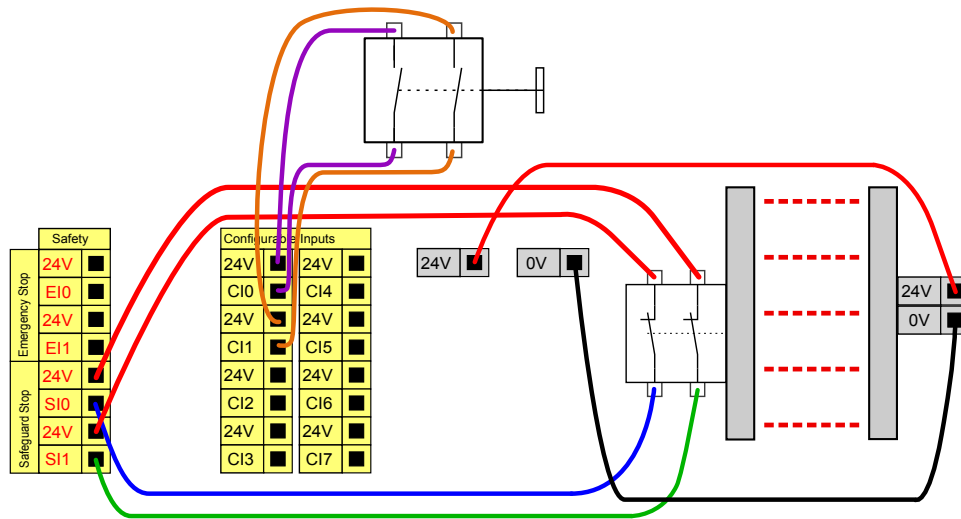 Safety
Emergency Stop
24V
EI0
24V
EI1
Safeguard Stop
24V
SI0
24V
SI1
Configurable Inputs
24V 24V
CI0 CI4
24V 24V
CI1 CI5
24V 24V
CI2 CI6
24V 24V
CI3 CI7
24V
0V
24V
0V